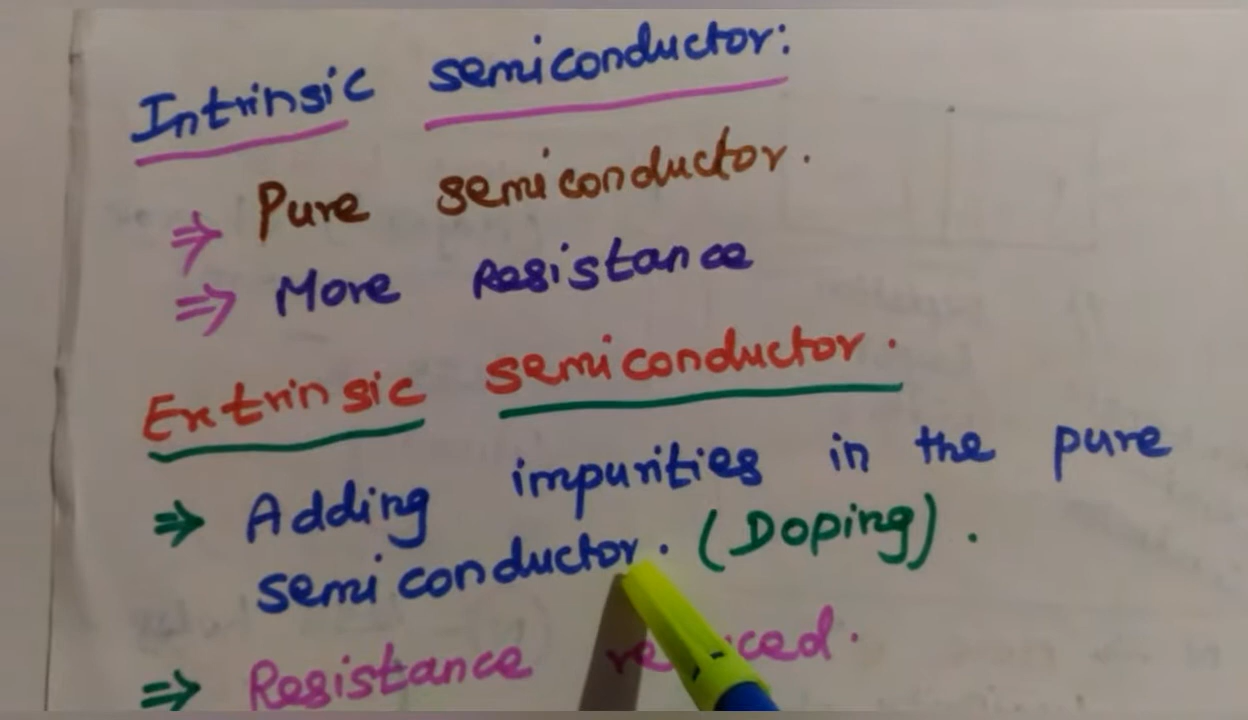 Intrinsic semiconductor:
⇒ Pure semiconductor.
⇒ More Resistance
Extrinsic semiconductor.
⇒ Adding impurities in the pure
semiconductor. (Doping).
⇒ Resistance